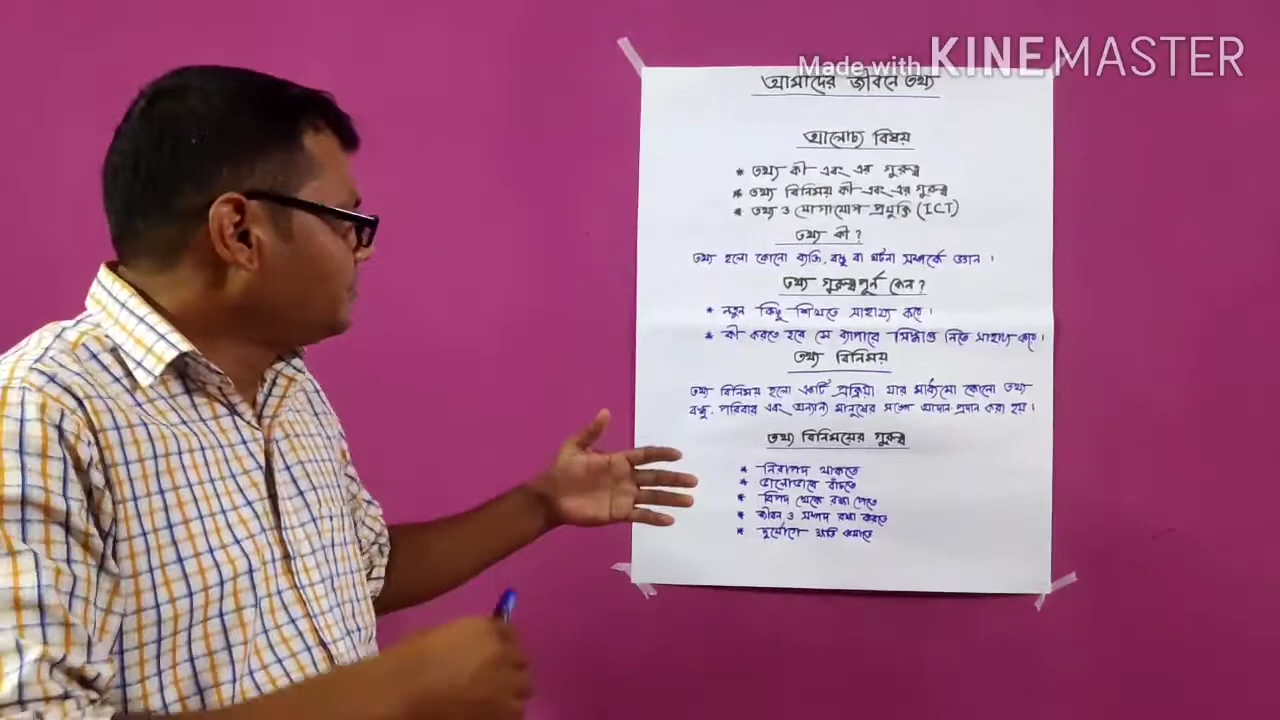 Made with KINEMASTER
আমাদের জীবনে তথ্য
আলোচ্য বিষয়
* তথ্য কী এবং এর গুরুত্ব
* তথ্য বিনিময় কী এবং এর গুরুত্ব
* তথ্য ও যোগাযোগ প্রযুক্তি (ICT)
তথ্য কী ?
তথ্য হলো কোনো ব্যক্তি, বস্তু বা ঘটনা সম্পর্কে জ্ঞান ।
তথ্য গুরুত্বপূর্ন কেন ?
* নতুন কিছু শিখতে সাহায্য করে ।
* কী করতে হবে সে ব্যাপারে সিদ্ধান্ত নিতে সাহায্য করে ।
তথ্য বিনিময়
তথ্য বিনিময় হলো একটি প্রক্রিয়া যার মাধ্যমে কোনো তথ্য
বন্ধু, পরিবার এবং অন্যান্য মানুষের সঙ্গে আদান-প্রদান করা হয় ।
তথ্য বিনিময়ের গুরুত্ব
* নিরাপদ থাকতে
* ভালোভাবে বাঁচতে
* বিপদ থেকে রক্ষা পেতে
* জীবন ও সম্পদ রক্ষা করতে
* দুর্যোগে ক্ষতি কমাতে